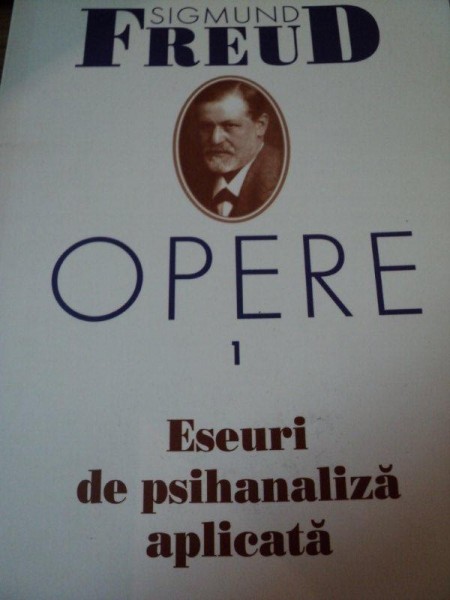 SIGMUND
FREUD
OPERE
1
Eseuri
de psihanaliză
aplicată